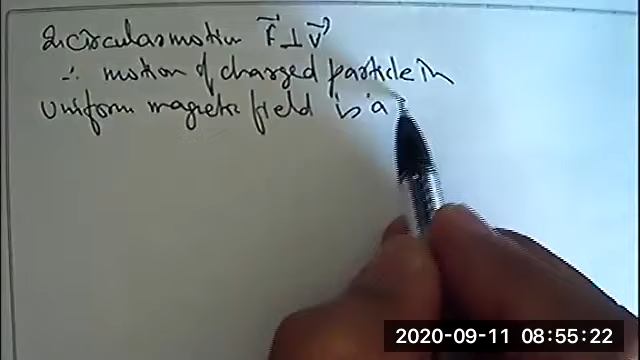 In circular motion F⃗ ⊥ V⃗
∴ motion of charged particle in
uniform magnetic field is a
2020-09-11 08:55:22